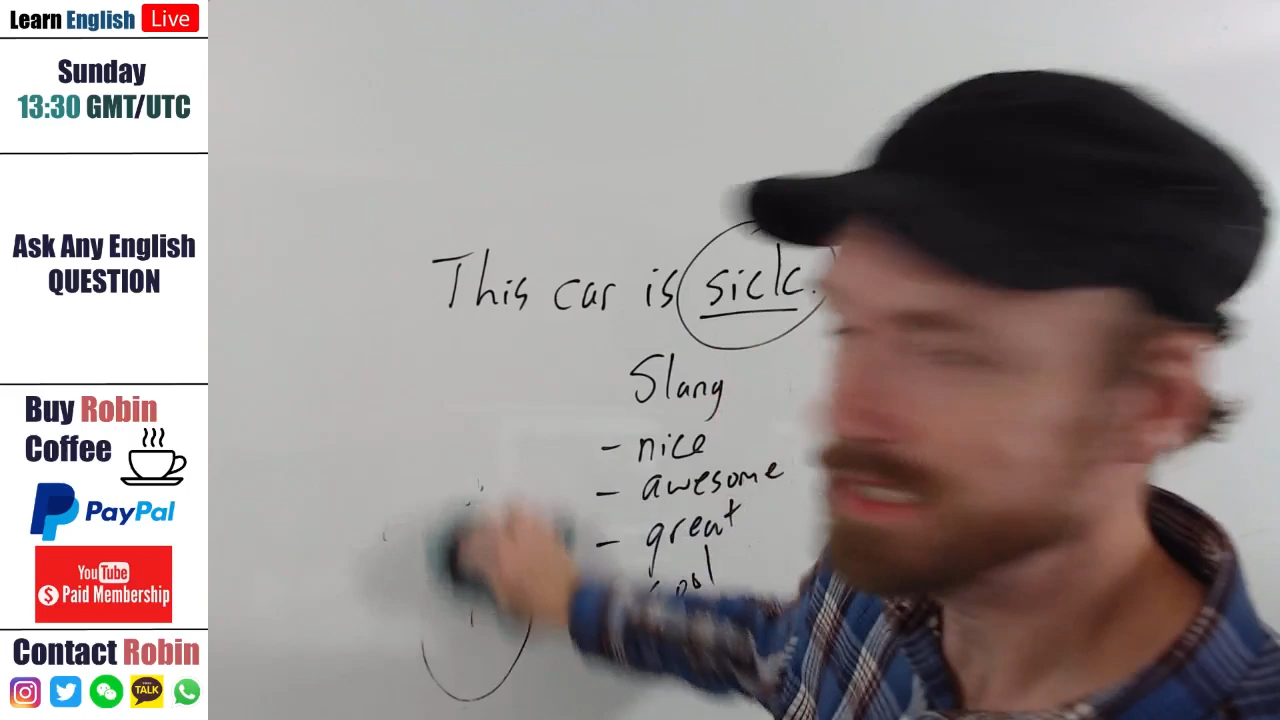 Learn English Live
Sunday
13:30 GMT/UTC
Ask Any English
QUESTION
Buy Robin
Coffee
PayPal
YouTube
$ Paid Membership
Contact Robin
TALK
This car is sick.
Slang
- nice
- awesome
- great
cool